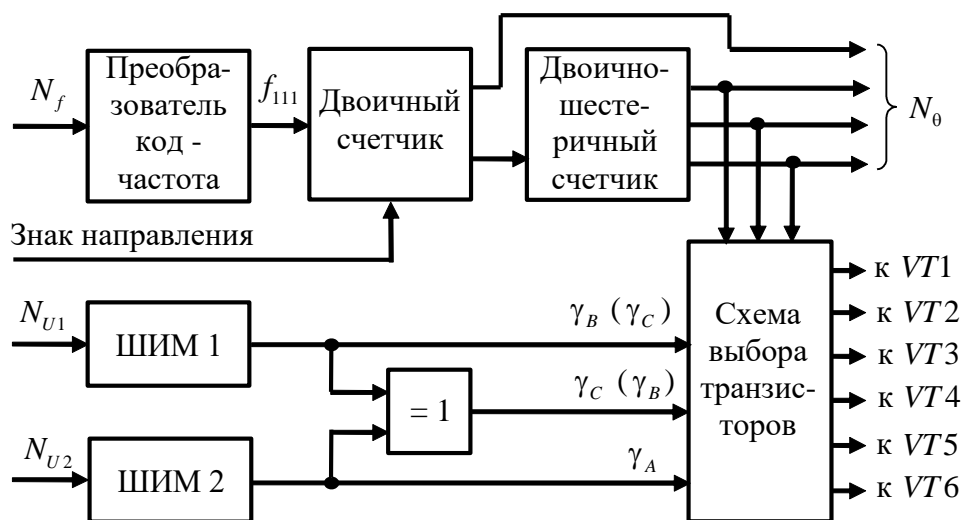 N_f
Преобра-
зователь
код -
частота
f_111
Двоичный
счетчик
Двоично-
шесте-
ричный
счетчик
N_θ
Знак направления
N_U1
ШИМ 1
γ_B (γ_C)
= 1
γ_C (γ_B)
N_U2
ШИМ 2
γ_A
Схема
выбора
транзис-
торов
к VT1
к VT2
к VT3
к VT4
к VT5
к VT6